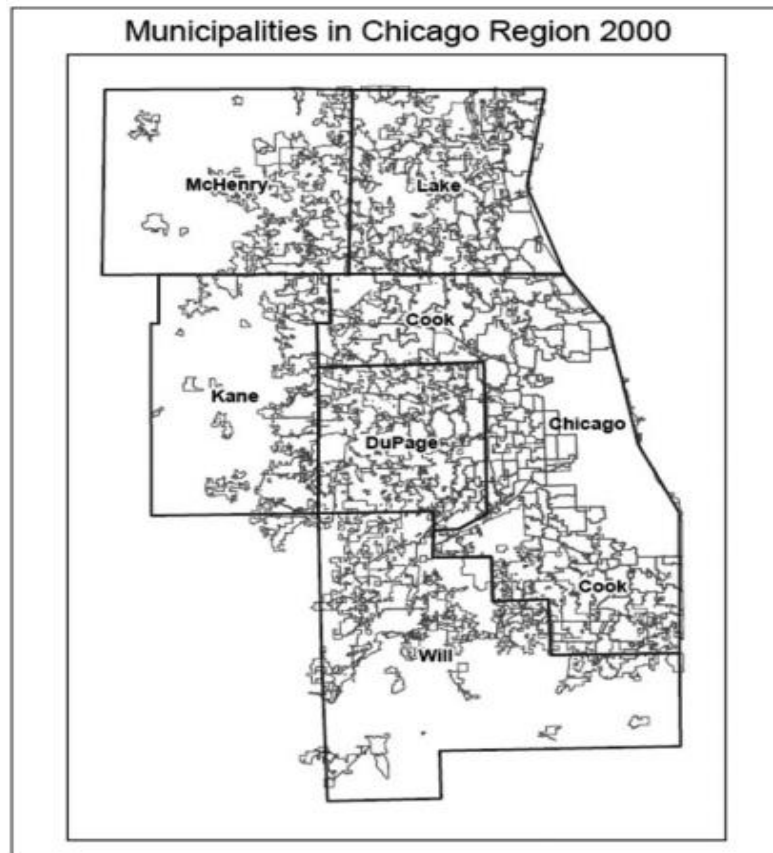 Municipalities in Chicago Region 2000
McHenry
Lake
Cook
Kane
Chicago
DuPage
Cook
Will